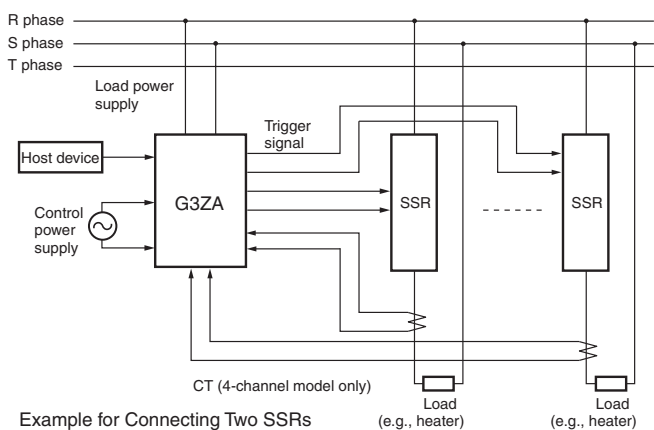 R phase
S phase
T phase
Load power
supply
Trigger
signal
Host device
G3ZA
SSR
SSR
Control
power
supply
CT (4-channel model only)
Load
(e.g., heater)
Load
(e.g., heater)
Example for Connecting Two SSRs